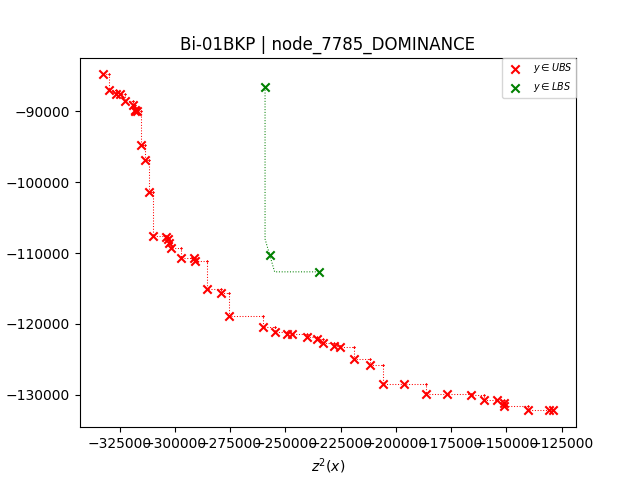 Bi-01BKP | node_7785_DOMINANCE
y ∈ UBS
y ∈ LBS
−90000
−100000
−110000
−120000
−130000
−325000 −300000 −275000 −250000 −225000 −200000 −175000 −150000 −125000
z²(x)